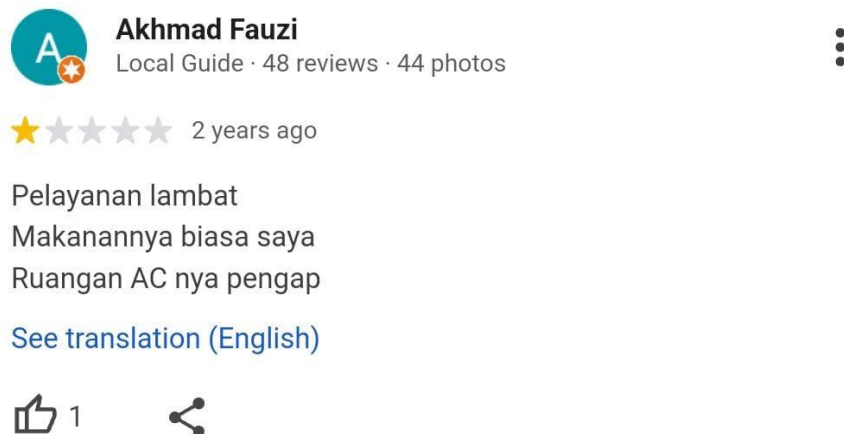 A
Akhmad Fauzi
Local Guide · 48 reviews · 44 photos
2 years ago
Pelayanan lambat
Makanannya biasa saya
Ruangan AC nya pengap
See translation (English)
1